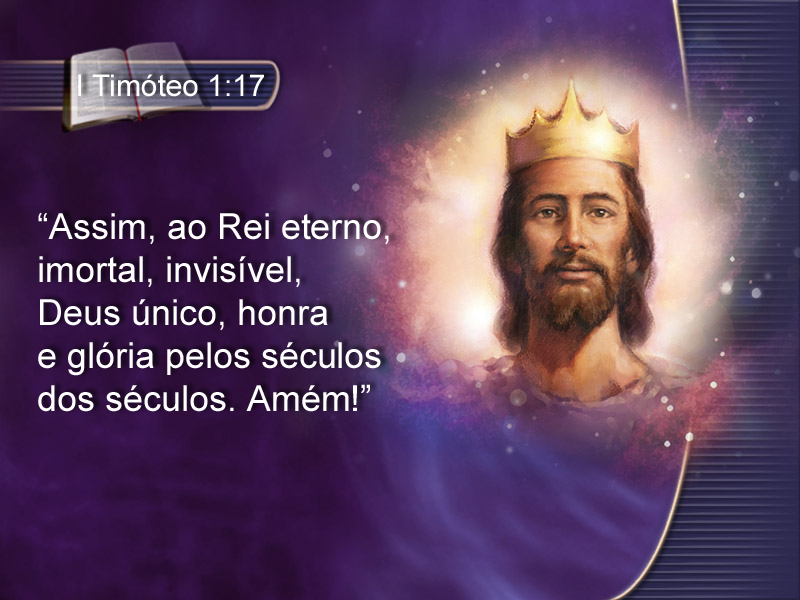 I Timóteo 1:17
“Assim, ao Rei eterno,
imortal, invisível,
Deus único, honra
e glória pelos séculos
dos séculos. Amém!”